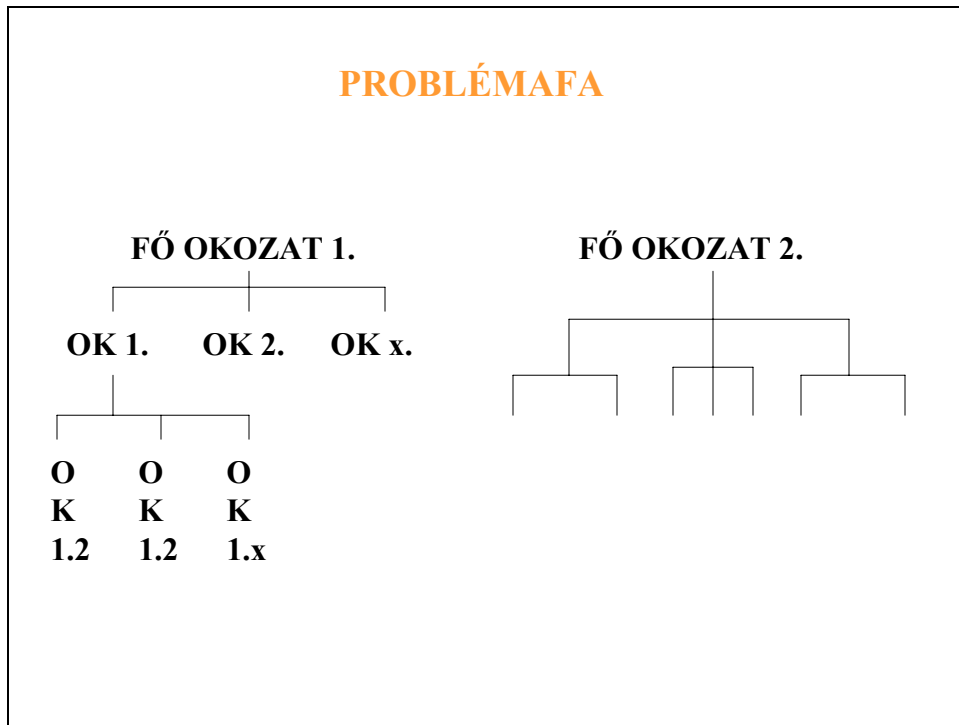 PROBLÉMAFA
FŐ OKOZAT 1. FŐ OKOZAT 2.
OK 1. OK 2. OK x.
O O O
K K K
1.2 1.2 1.x